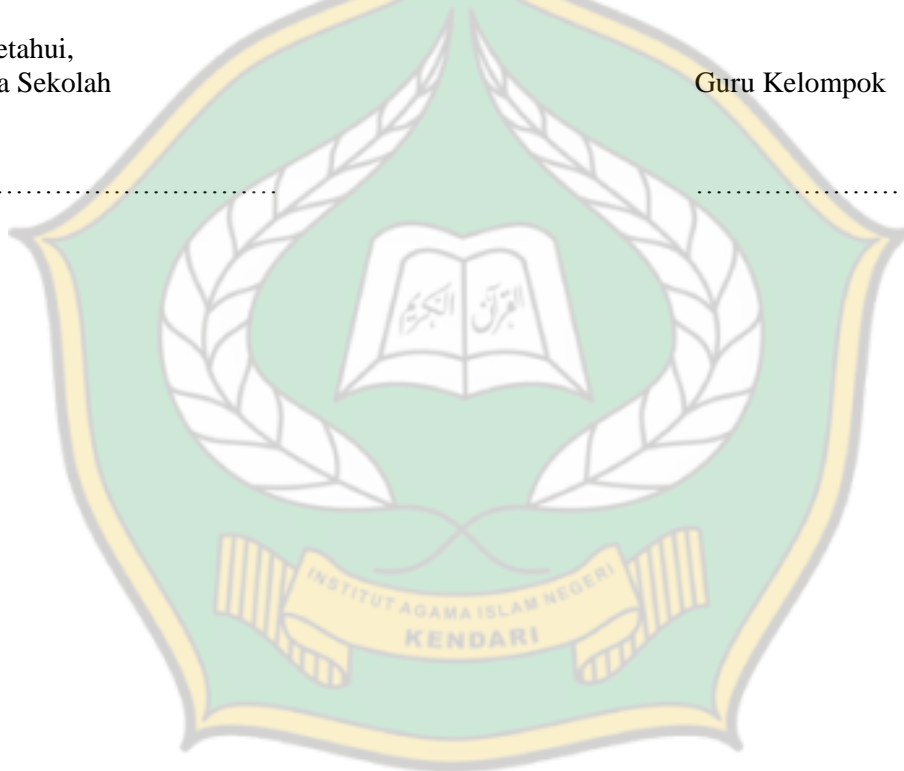 etahui,
a Sekolah Guru Kelompok
………………………………. ………………………
القرآن الكريم
INSTITUT AGAMA ISLAM NEGERI
KENDARI